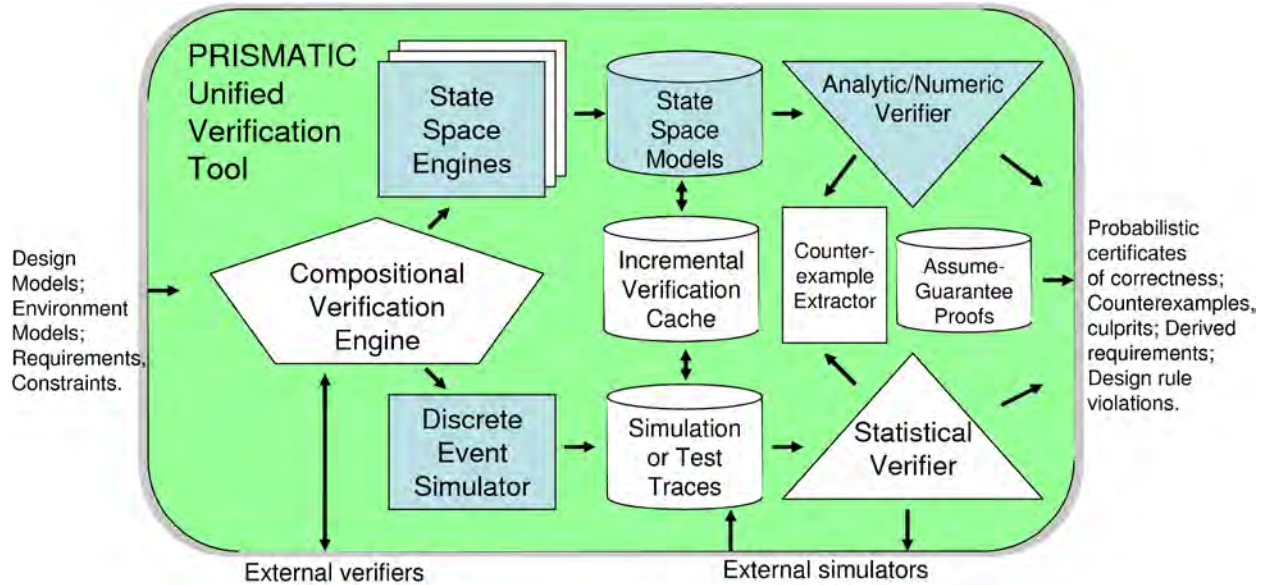 PRISMATIC
Unified
Verification
Tool
State
Space
Engines
State
Space
Models
Analytic/Numeric
Verifier
Design
Models;
Environment
Models;
Requirements,
Constraints.
Compositional
Verification
Engine
Incremental
Verification
Cache
Counter-
example
Extractor
Assume-
Guarantee
Proofs
Probabilistic
certificates
of correctness;
Counterexamples,
culprits; Derived
requirements;
Design rule
violations.
Discrete
Event
Simulator
Simulation
or Test
Traces
Statistical
Verifier
External verifiers
External simulators